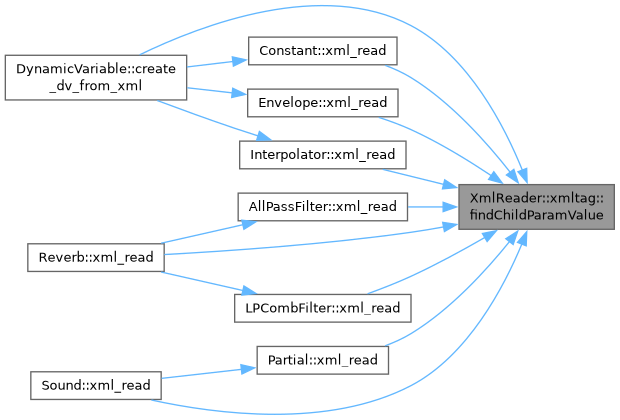 Constant::xml_read
DynamicVariable::create
_dv_from_xml
Envelope::xml_read
Interpolator::xml_read
XmlReader::xmltag::
findChildParamValue
AllPassFilter::xml_read
Reverb::xml_read
LPCombFilter::xml_read
Partial::xml_read
Sound::xml_read